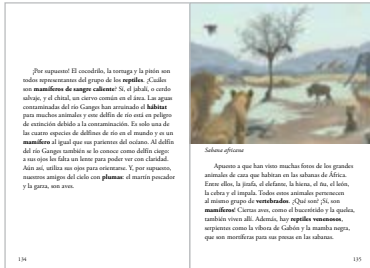 ¡Por supuesto! El cocodrilo, la tortuga y la pitón son
todos representantes del grupo de los reptiles. ¿Cuáles
son mamíferos de sangre caliente? Sí, el jabalí, o cerdo
salvaje, y el chital, un ciervo común en el área. Las aguas
contaminadas del río Ganges han arruinado el hábitat
para muchos animales y este delfín de río está en peligro
de extinción debido a la contaminación. Es solo una de
las cuatro especies de delfines de río en el mundo y es un
mamífero al igual que sus parientes del océano. Al delfín
del río Ganges también se lo conoce como delfín ciego:
a sus ojos les falta un lente para poder ver con claridad.
Aún así, utiliza sus ojos para orientarse. Y, por supuesto,
nuestros amigos del cielo con plumas: el martín pescador
y la garza, son aves.
134
Sabana africana
Apuesto a que han visto muchas fotos de los grandes
animales de caza que habitan en las sabanas de África.
Entre ellos, la jirafa, el elefante, la hiena, el ñu, el león,
la cebra y el impala. Todos estos animales pertenecen
al mismo grupo de vertebrados. ¿Qué son? ¡Sí, son
mamíferos! Ciertas aves, como el bucerótido y la quelea,
también viven allí. Además, hay reptiles venenosos,
serpientes como la víbora de Gabón y la mamba negra,
que son mortíferas para sus presas en las sabanas.
135